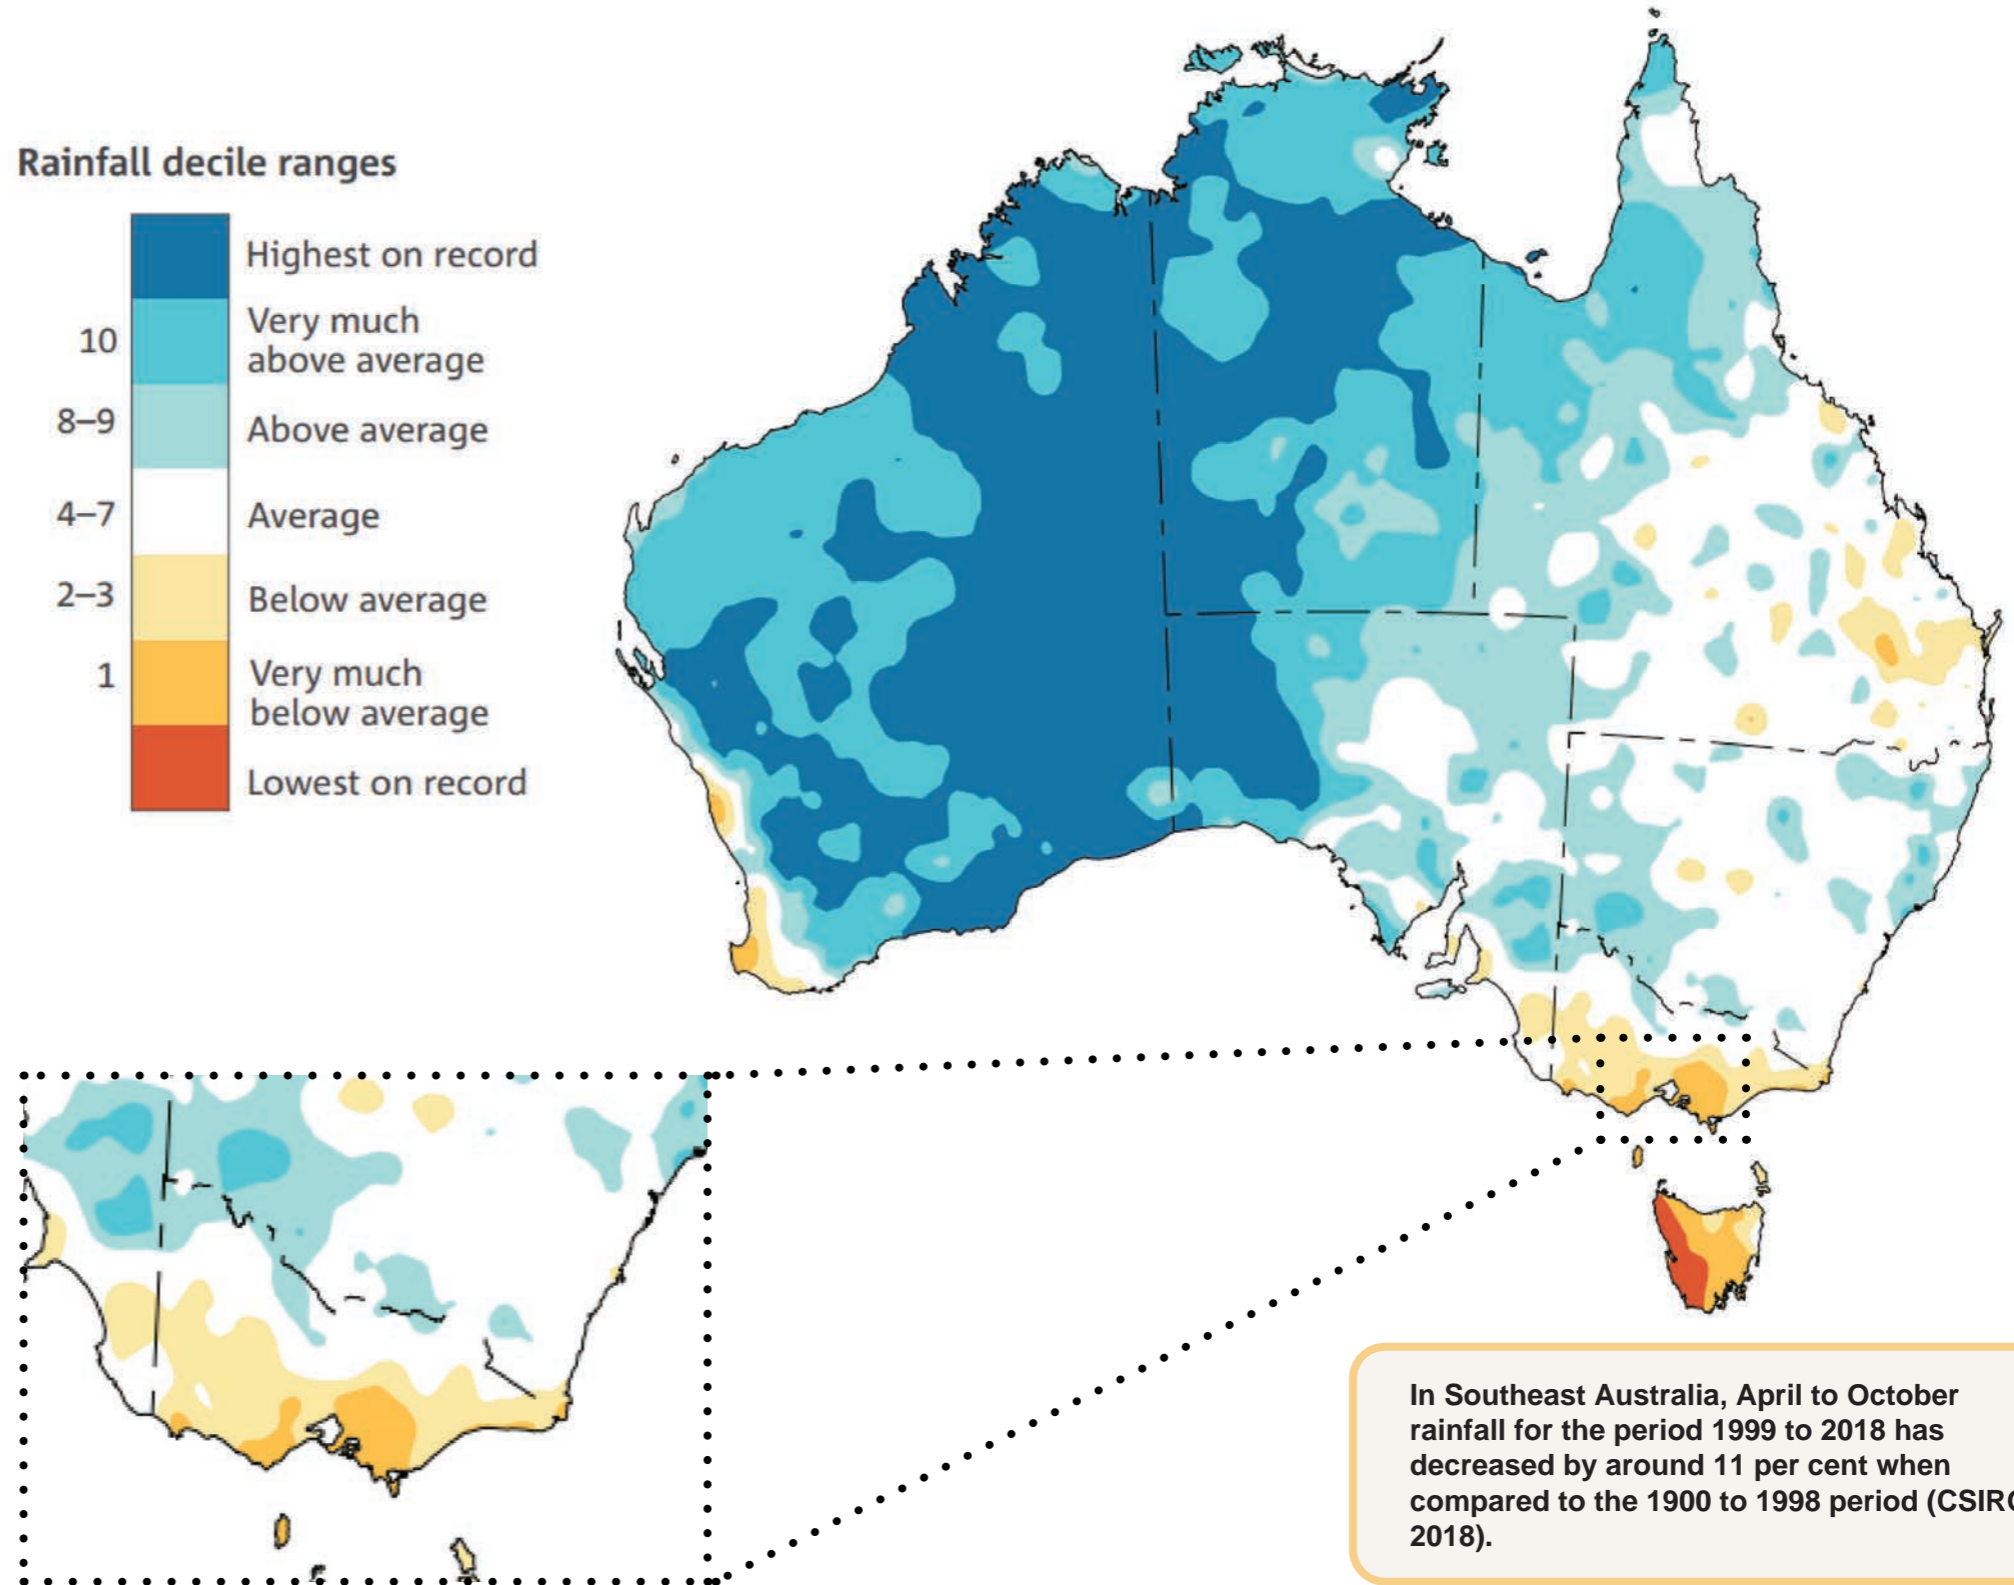 Rainfall decile ranges
Highest on record
10
Very much
above average
8–9
Above average
4–7
Average
2–3
Below average
1
Very much
below average
Lowest on record
In Southeast Australia, April to October
rainfall for the period 1999 to 2018 has
decreased by around 11 per cent when
compared to the 1900 to 1998 period (CSIRO
2018).